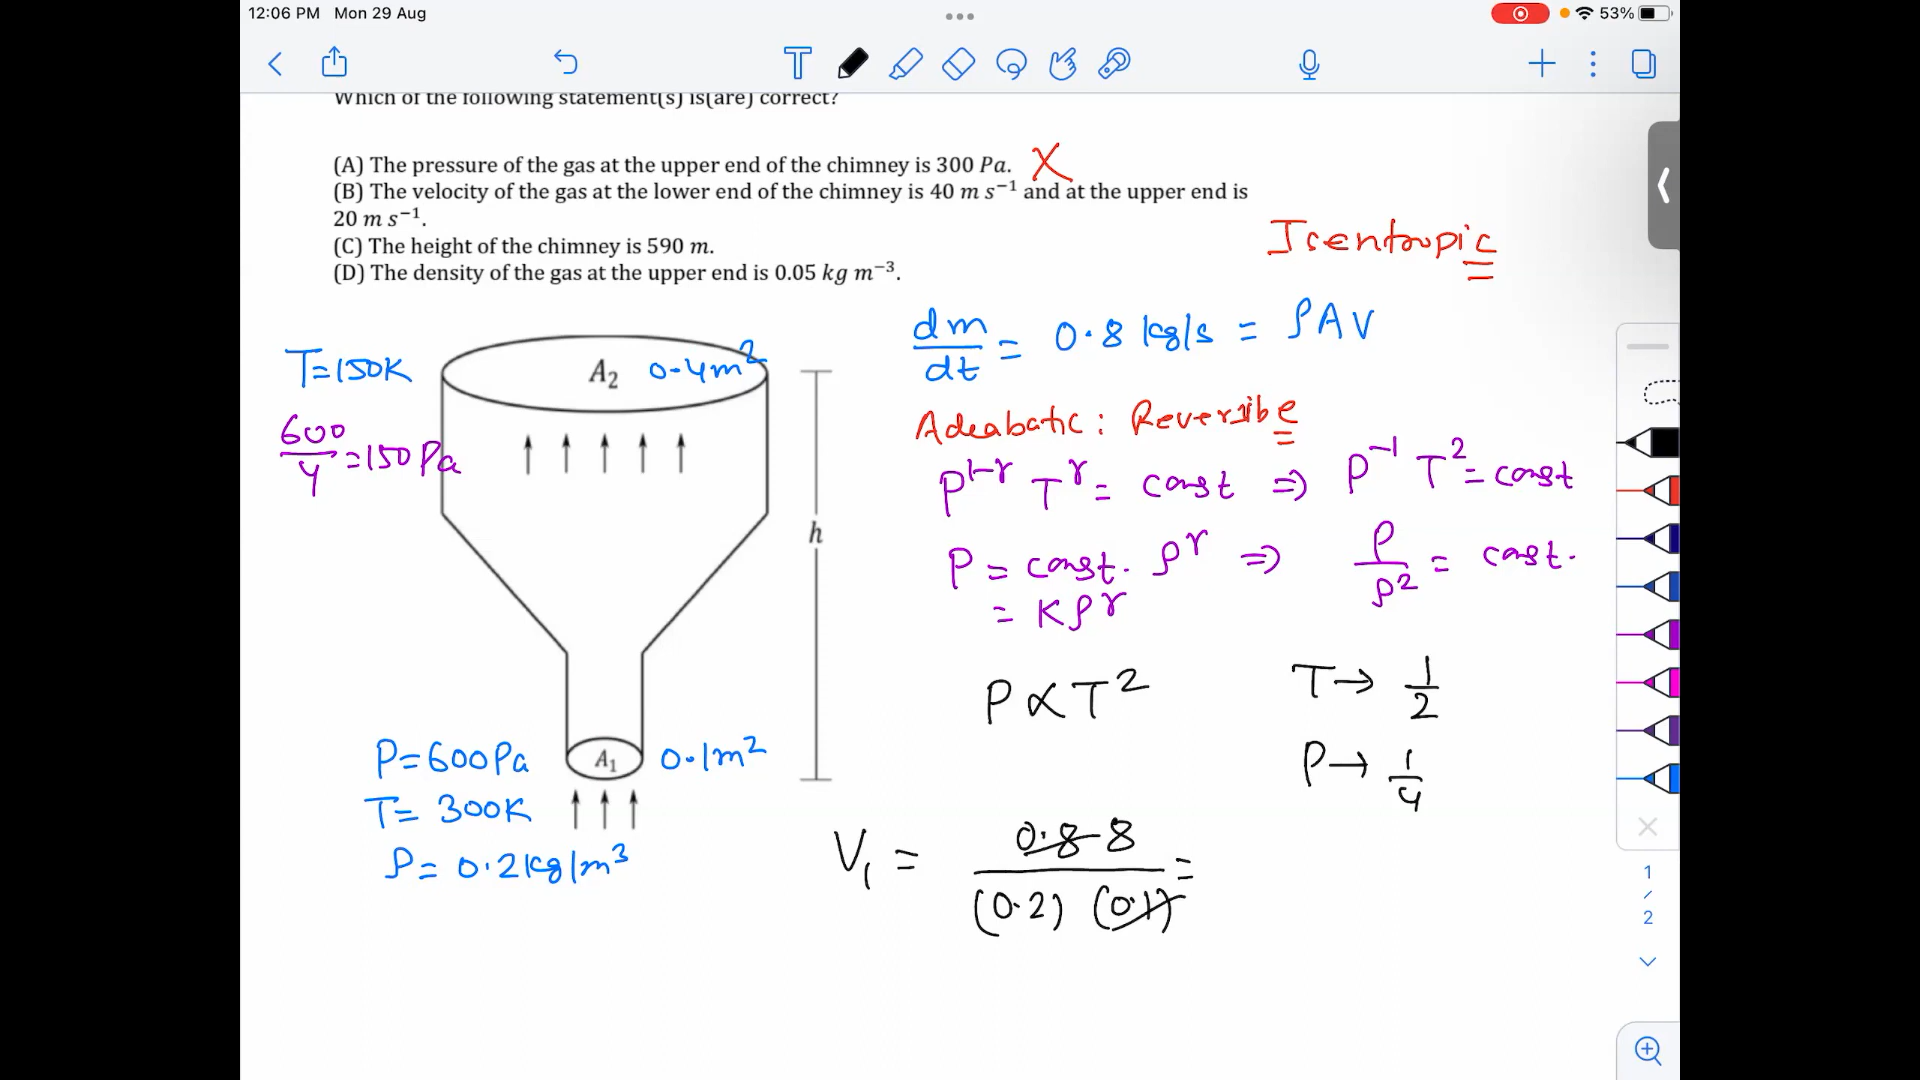 12:06 PM Mon 29 Aug
53%
Which of the following statement(s) is(are) correct?
(A) The pressure of the gas at the upper end of the chimney is 300 Pa. X
(B) The velocity of the gas at the lower end of the chimney is 40 m s⁻¹ and at the upper end is
20 m s⁻¹.
(C) The height of the chimney is 590 m.
(D) The density of the gas at the upper end is 0.05 kg m⁻³.
Isentropic
dm/dt = 0.8 kg/s = ρAV
T=150K
A₂ 0.4m²
600/4 = 150 Pa
Adeabatic: Reversibe
P^(1-γ) T^γ = const ⇒ P⁻¹ T² = const
h
P = const. ρ^γ ⇒ P/ρ² = const.
= Kρ^γ
P ∝ T²
T → 1/2
P → 1/4
P=600Pa
A₁ 0.1m²
T= 300K
ρ= 0.2kg/m³
V₁ = 0.8 8 / (0.2) (0.1) =
1
/
2